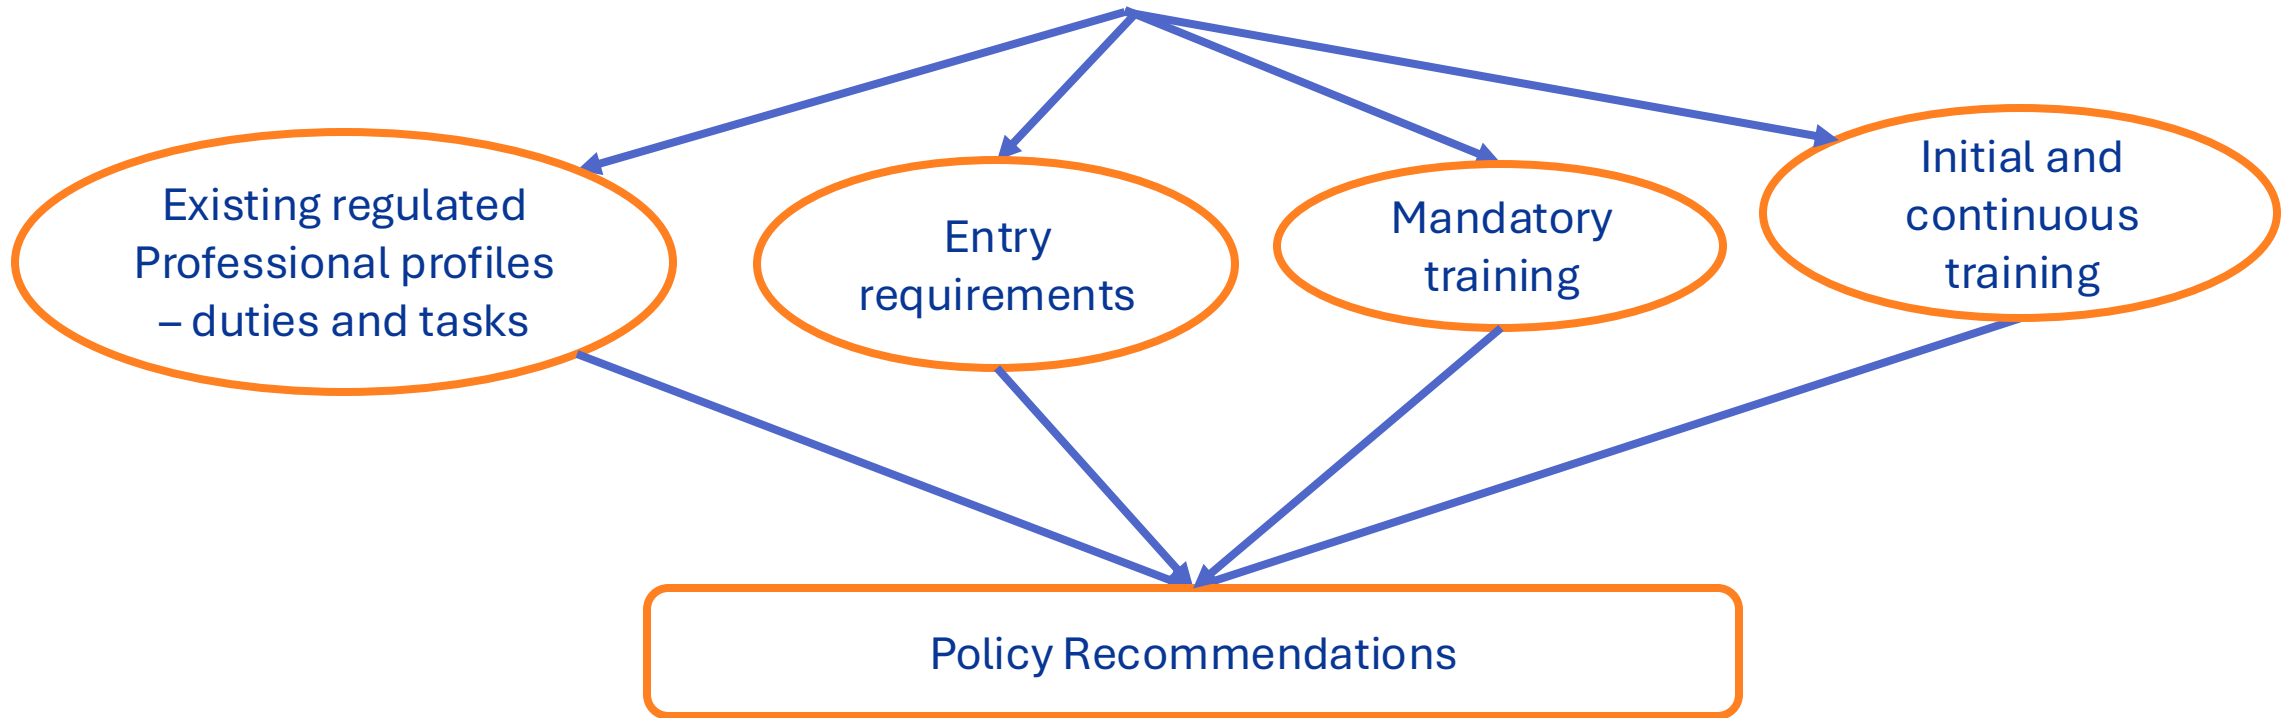 Existing regulated
Professional profiles
– duties and tasks
Entry
requirements
Mandatory
training
Initial and
continuous
training
Policy Recommendations